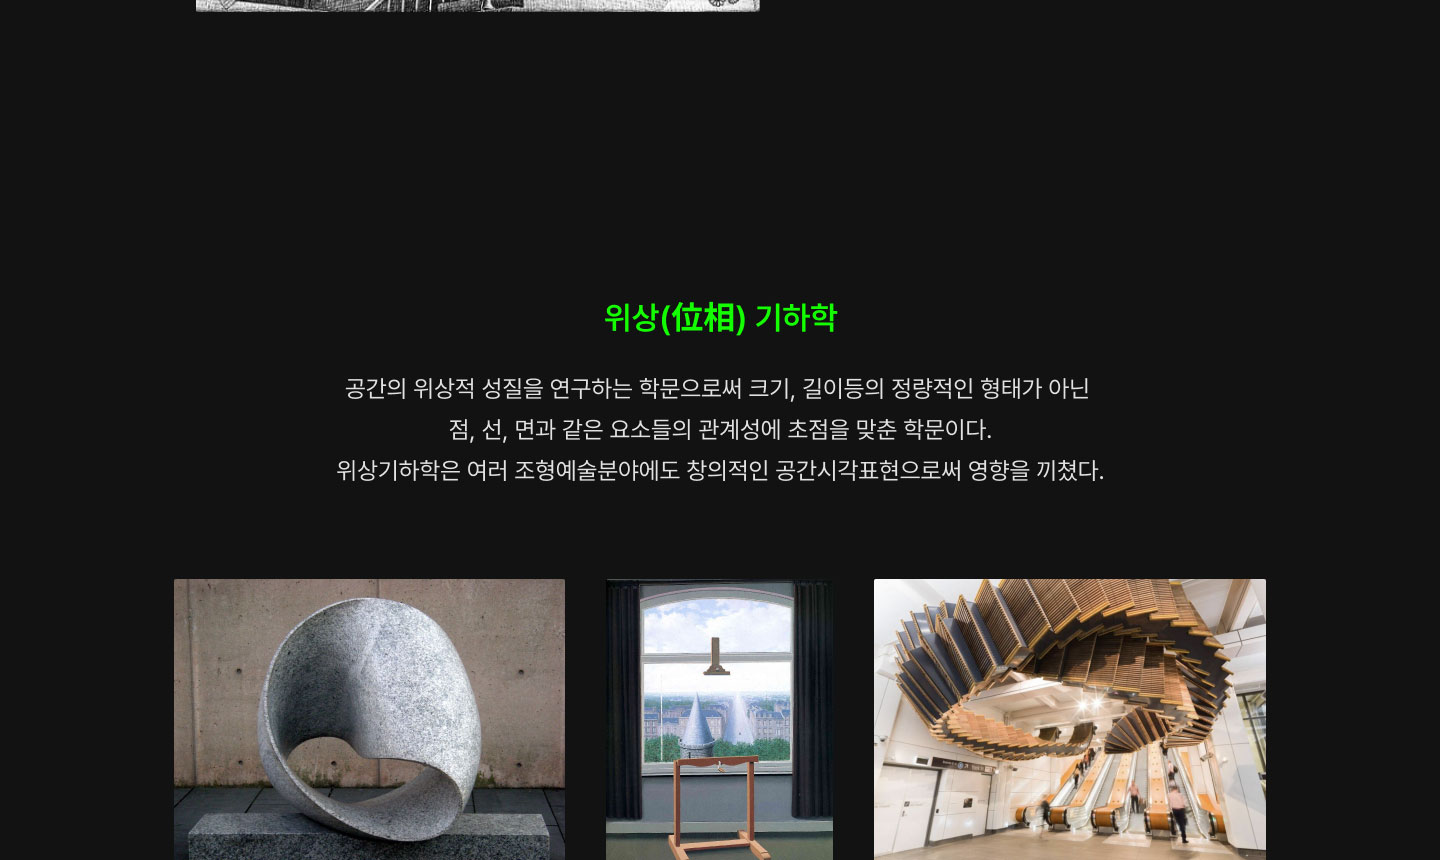 위상(位相) 기하학
공간의 위상적 성질을 연구하는 학문으로써 크기, 길이등의 정량적인 형태가 아닌
점, 선, 면과 같은 요소들의 관계성에 초점을 맞춘 학문이다.
위상기하학은 여러 조형예술분야에도 창의적인 공간시각표현으로써 영향을 끼쳤다.